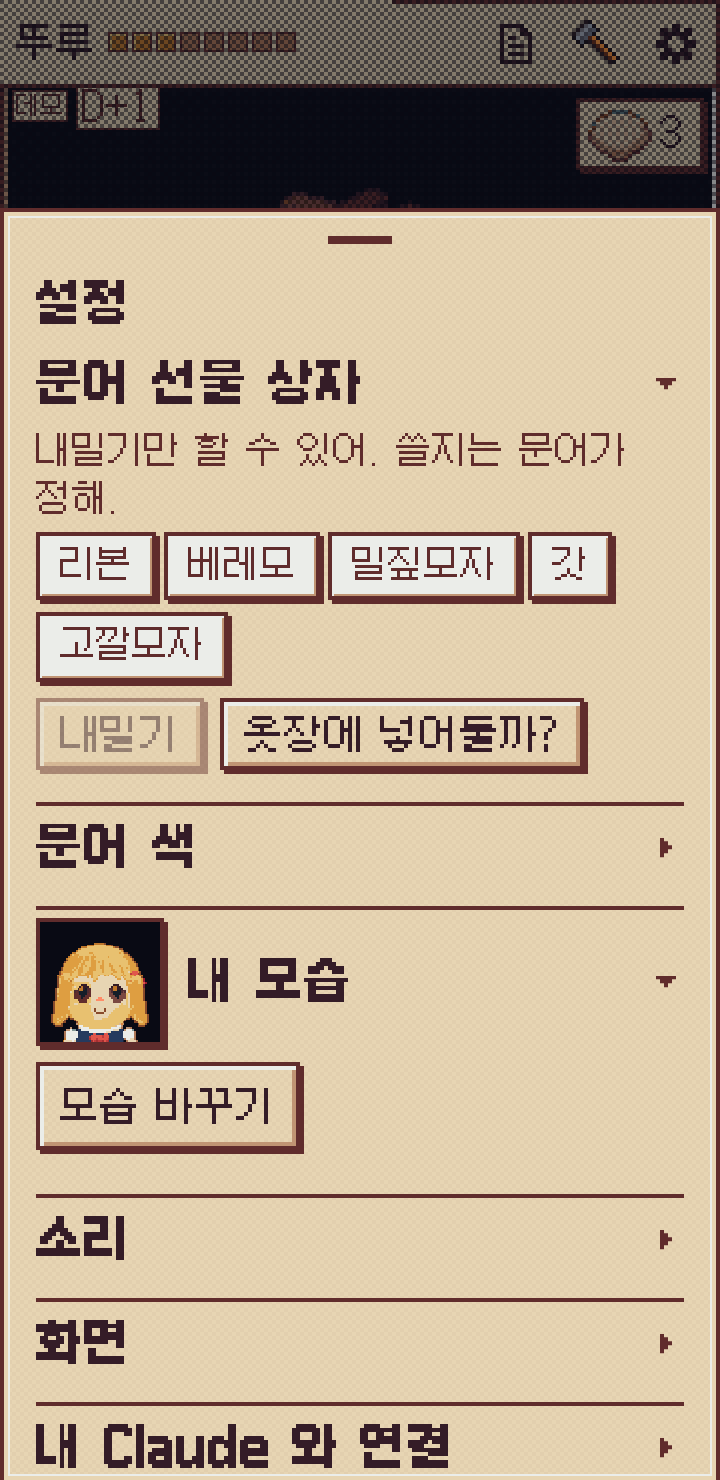 뚜루
데모 D+1
3
설정
문어 선물 상자
내밀기만 할 수 있어. 쓸지는 문어가
정해.
리본 베레모 밀짚모자 갓
고깔모자
내밀기 옷장에 넣어둘까?
문어 색
내 모습
모습 바꾸기
소리
화면
내 Claude 와 연결